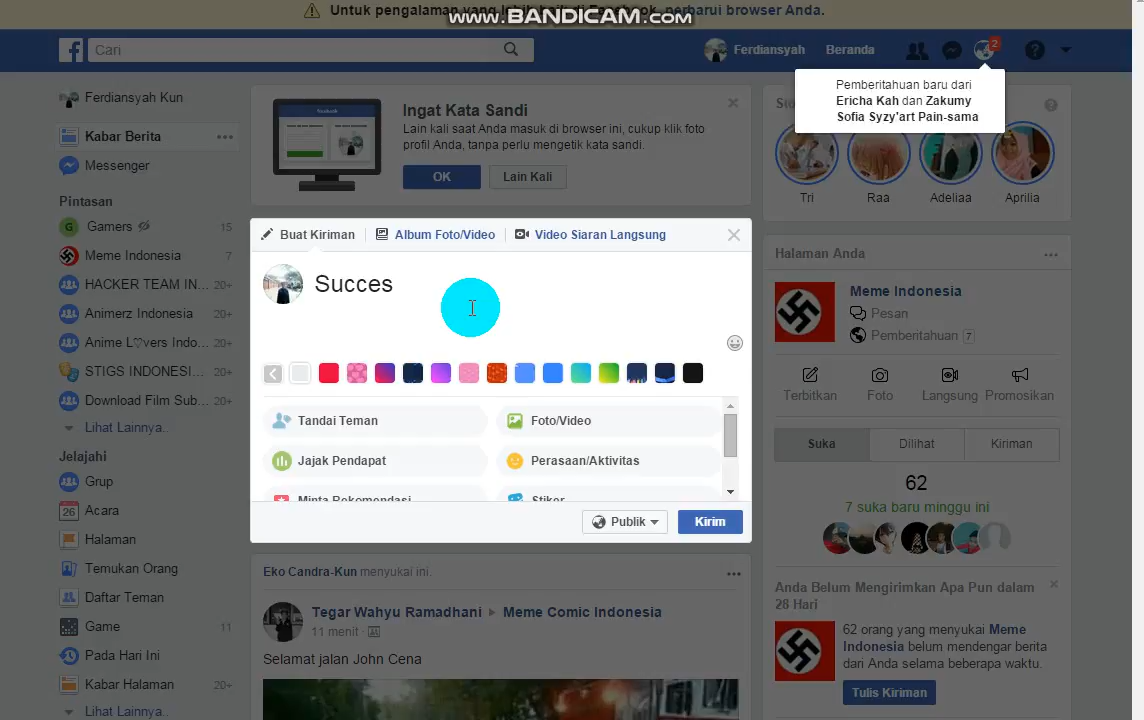 Untuk pengalaman yang lebih baik di Facebook, perbarui browser Anda.
www.BANDICAM.com
Cari
Ferdiansyah
Beranda
2
Pemberitahuan baru dari
Ericha Kah dan Zakumy
Sofia Syzy'art Pain-sama
Ferdiansyah Kun
Kabar Berita
Messenger
Pintasan
Gamers 15
Meme Indonesia 7
HACKER TEAM IN... 20+
Animerz Indonesia 20+
Anime L♡vers Indo... 20+
STIGS INDONESI... 20+
Download Film Sub... 20+
Lihat Lainnya..
Jelajahi
Grup
26 Acara
Halaman
Temukan Orang
Daftar Teman
Game 11
Pada Hari Ini
Kabar Halaman 20+
Lihat Lainnya..
Ingat Kata Sandi
Lain kali saat Anda masuk di browser ini, cukup klik foto
profil Anda, tanpa perlu mengetik kata sandi.
OK
Lain Kali
Buat Kiriman
Album Foto/Video
Video Siaran Langsung
Succes
Tandai Teman
Foto/Video
Jajak Pendapat
Perasaan/Aktivitas
Minta Rekomendasi
Stiker
Publik
Kirim
Eko Candra-Kun menyukai ini.
Tegar Wahyu Ramadhani ▸ Meme Comic Indonesia
11 menit ·
Selamat jalan John Cena
Tri
Raa
Adeliaa
Aprilia
Halaman Anda
Meme Indonesia
Pesan
Pemberitahuan 7
Terbitkan
Foto
Langsung
Promosikan
Suka
Dilihat
Kiriman
62
7 suka baru minggu ini
Anda Belum Mengirimkan Apa Pun dalam
28 Hari
62 orang yang menyukai Meme
Indonesia belum mendengar berita
dari Anda selama beberapa waktu.
Tulis Kiriman